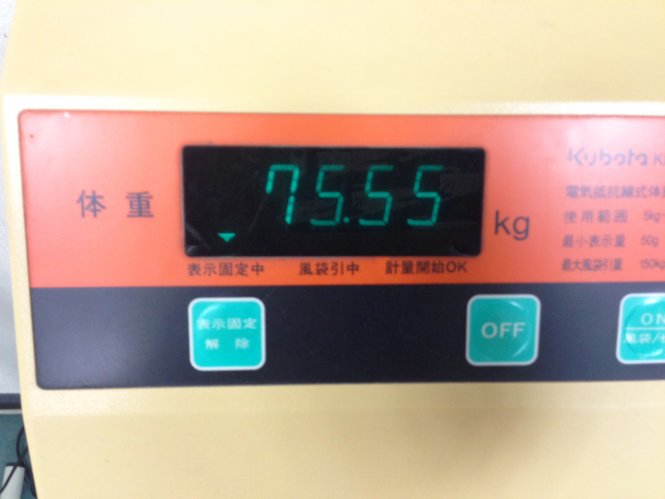 体重
75.55
kg
表示固定中 風袋引中 計量開始OK
表示固定
解除
OFF
ON
Kubota
電気抵抗線式体
使用範囲 5kg
最小表示量 50g
最大風袋引量 150kg